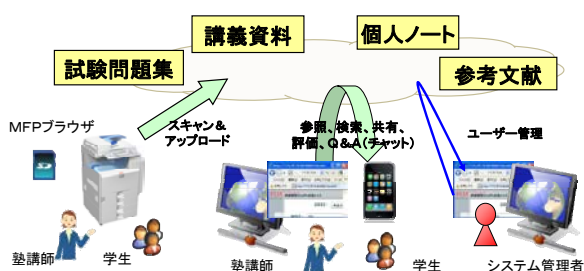 講義資料
個人ノート
試験問題集
参考文献
MFPブラウザ
スキャン&
アップロード
参照、検索、共有、
評価、Q&A(チャット)
ユーザー管理
塾講師
学生
塾講師
学生
システム管理者